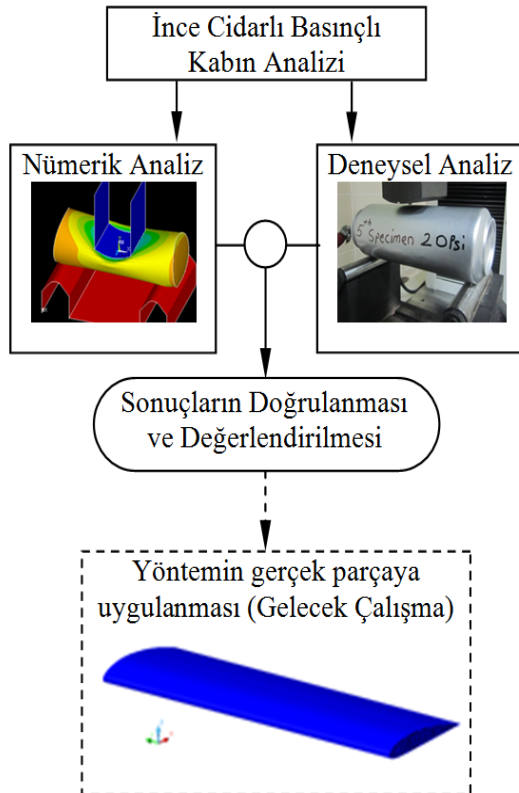 İnce Cidarlı Basınçlı
Kabın Analizi
Nümerik Analiz
Deneysel Analiz
5th Specimen 20Psi
Sonuçların Doğrulanması
ve Değerlendirilmesi
Yöntemin gerçek parçaya
uygulanması (Gelecek Çalışma)